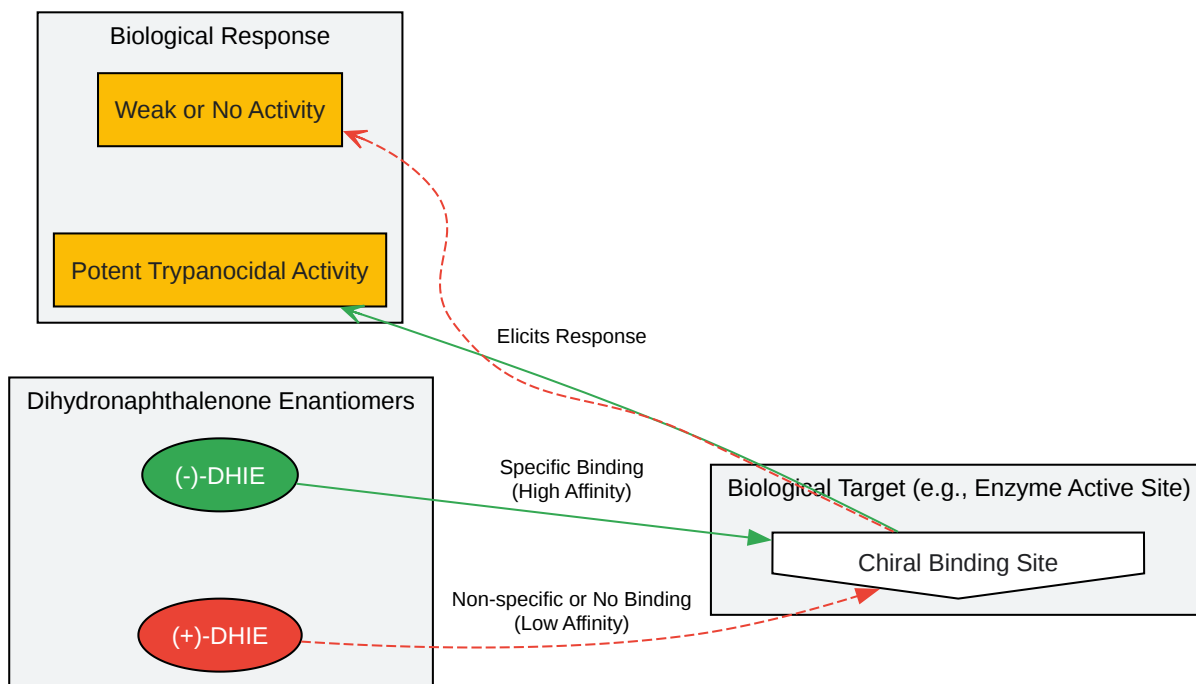 Biological Response
Weak or No Activity
Potent Trypanocidal Activity
Elicits Response
Dihydronaphthalenone Enantiomers
(-)-DHIE
Specific Binding
(High Affinity)
Biological Target (e.g., Enzyme Active Site)
Chiral Binding Site
Non-specific or No Binding
(Low Affinity)
(+)-DHIE